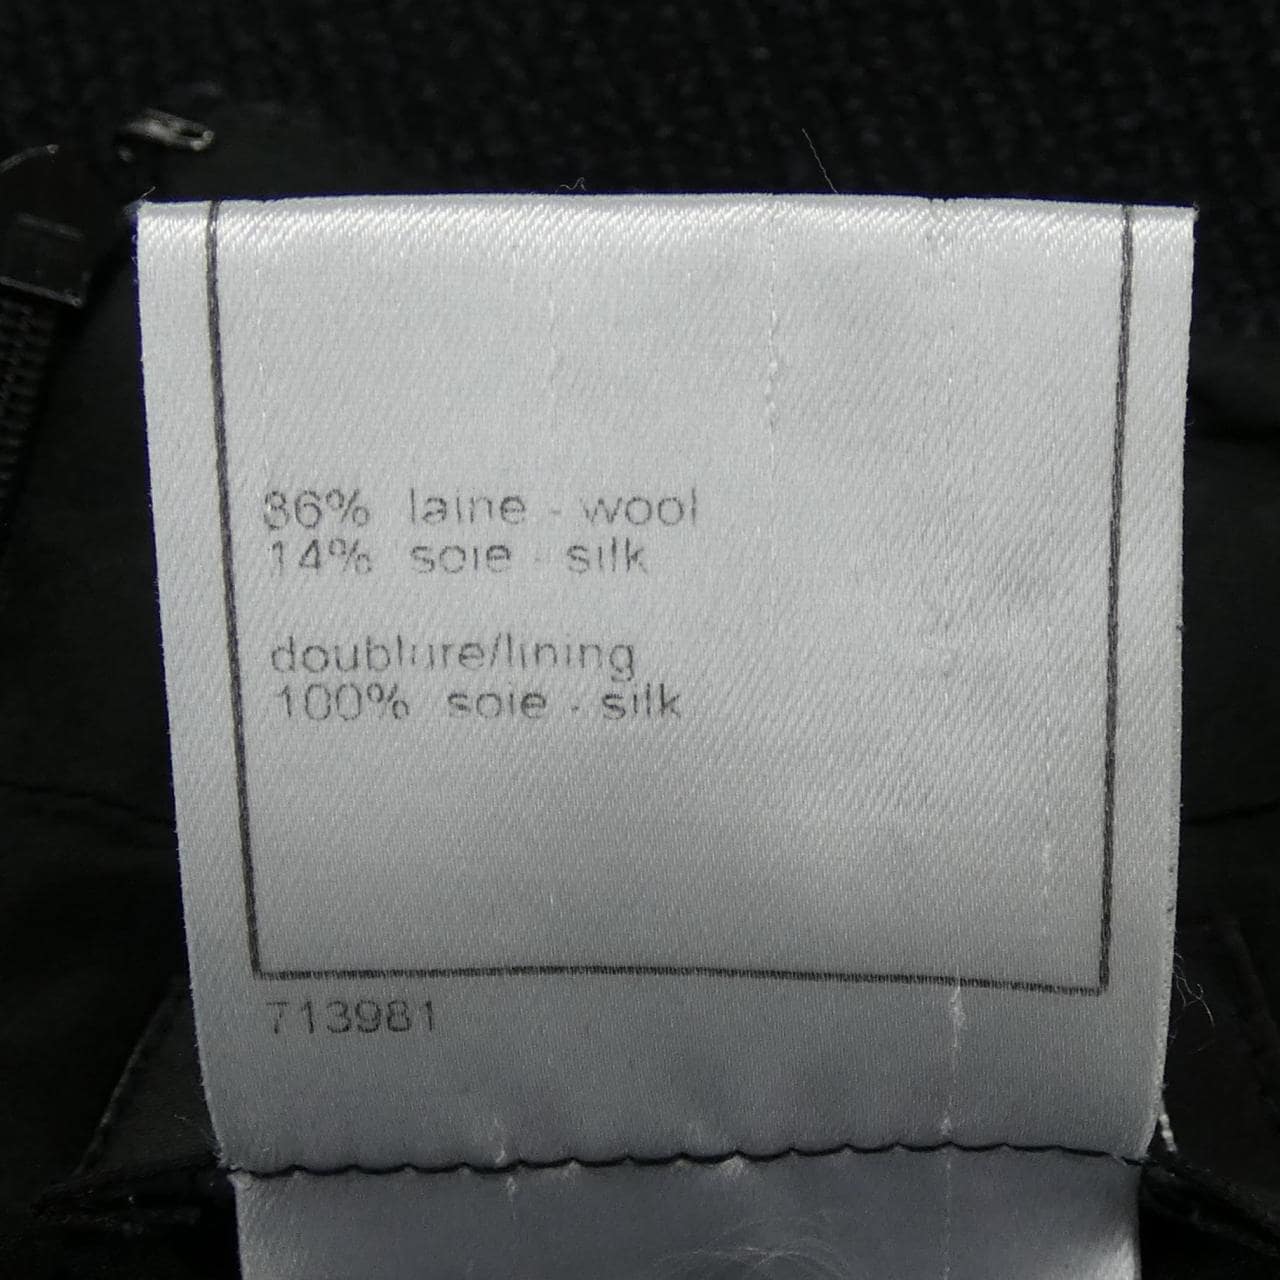 86% laine - wool
14% soie - silk
doublure/lining
100% soie - silk
713981